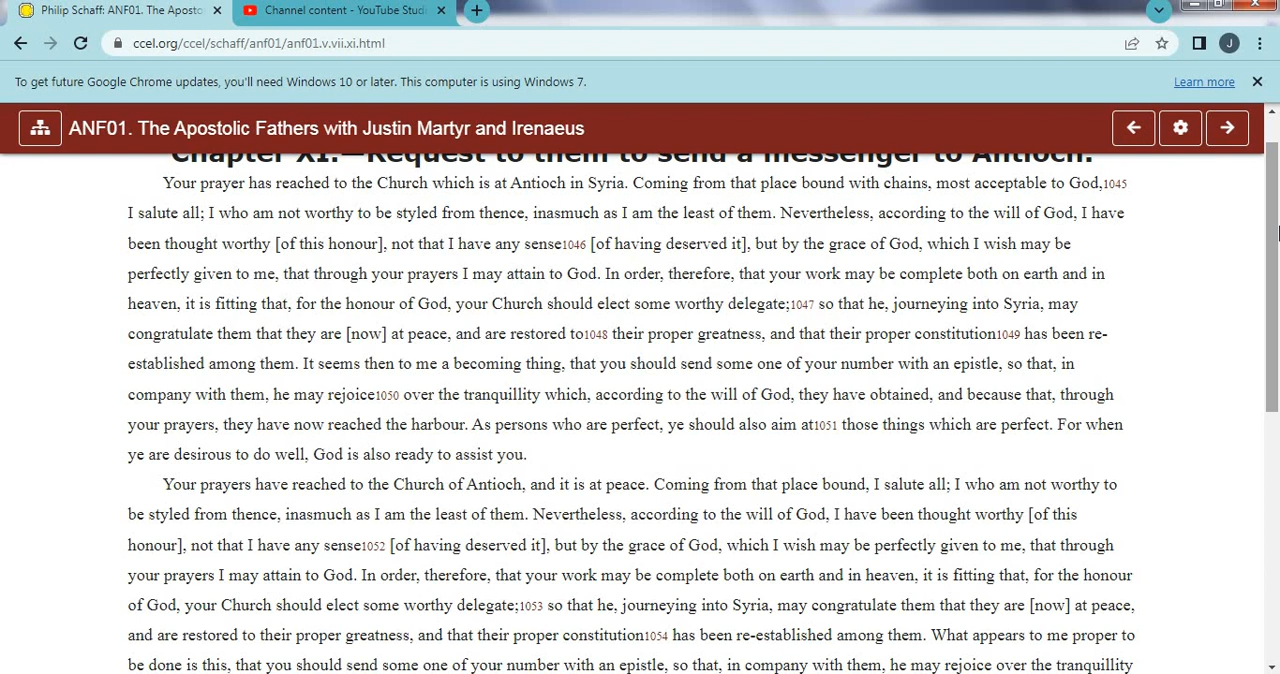 Philip Schaff: ANF01. The Aposto
Channel content - YouTube Studi
ccel.org/ccel/schaff/anf01/anf01.v.vii.xi.html
J
To get future Google Chrome updates, you'll need Windows 10 or later. This computer is using Windows 7.
Learn more
ANF01. The Apostolic Fathers with Justin Martyr and Irenaeus
Chapter XI.—Request to them to send a messenger to Antioch.
Your prayer has reached to the Church which is at Antioch in Syria. Coming from that place bound with chains, most acceptable to God,1045
I salute all; I who am not worthy to be styled from thence, inasmuch as I am the least of them. Nevertheless, according to the will of God, I have
been thought worthy [of this honour], not that I have any sense1046 [of having deserved it], but by the grace of God, which I wish may be
perfectly given to me, that through your prayers I may attain to God. In order, therefore, that your work may be complete both on earth and in
heaven, it is fitting that, for the honour of God, your Church should elect some worthy delegate;1047 so that he, journeying into Syria, may
congratulate them that they are [now] at peace, and are restored to1048 their proper greatness, and that their proper constitution1049 has been re-
established among them. It seems then to me a becoming thing, that you should send some one of your number with an epistle, so that, in
company with them, he may rejoice1050 over the tranquillity which, according to the will of God, they have obtained, and because that, through
your prayers, they have now reached the harbour. As persons who are perfect, ye should also aim at1051 those things which are perfect. For when
ye are desirous to do well, God is also ready to assist you.
Your prayers have reached to the Church of Antioch, and it is at peace. Coming from that place bound, I salute all; I who am not worthy to
be styled from thence, inasmuch as I am the least of them. Nevertheless, according to the will of God, I have been thought worthy [of this
honour], not that I have any sense1052 [of having deserved it], but by the grace of God, which I wish may be perfectly given to me, that through
your prayers I may attain to God. In order, therefore, that your work may be complete both on earth and in heaven, it is fitting that, for the honour
of God, your Church should elect some worthy delegate;1053 so that he, journeying into Syria, may congratulate them that they are [now] at peace,
and are restored to their proper greatness, and that their proper constitution1054 has been re-established among them. What appears to me proper to
be done is this, that you should send some one of your number with an epistle, so that, in company with them, he may rejoice over the tranquillity